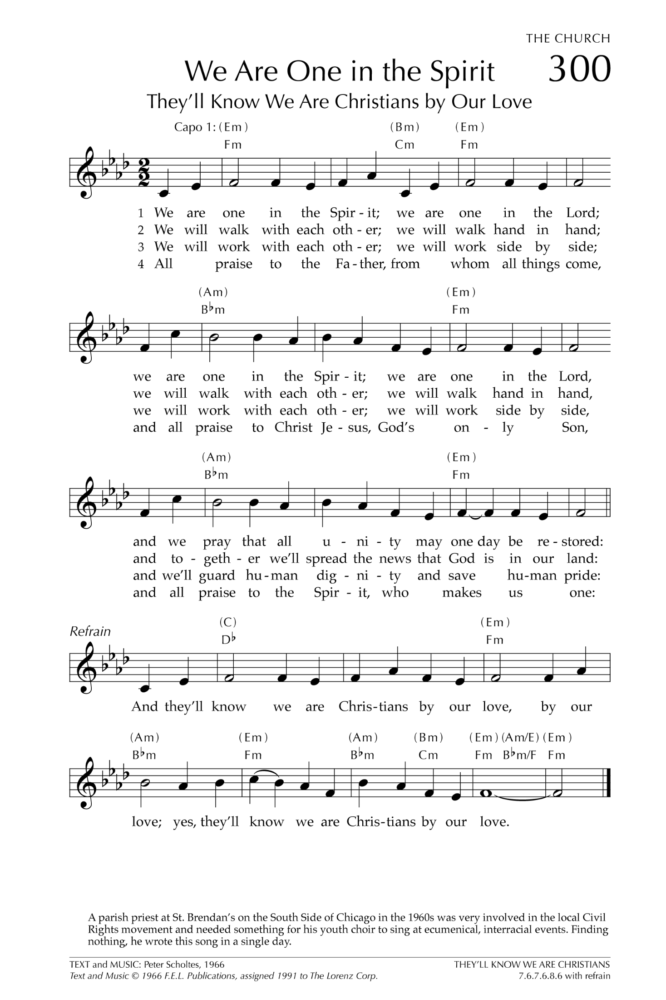 THE CHURCH
We Are One in the Spirit 300
They’ll Know We Are Christians by Our Love
Capo 1: (Em) (Bm) (Em)
Fm Cm Fm
1 We are one in the Spir - it; we are one in the Lord;
2 We will walk with each oth - er; we will walk hand in hand;
3 We will work with each oth - er; we will work side by side;
4 All praise to the Fa - ther, from whom all things come,
(Am) (Em)
B♭m Fm
we are one in the Spir - it; we are one in the Lord,
we will walk with each oth - er; we will walk hand in hand,
we will work with each oth - er; we will work side by side,
and all praise to Christ Je - sus, God’s on - ly Son,
(Am) (Em)
B♭m Fm
and we pray that all u - ni - ty may one day be re - stored:
and to - geth - er we’ll spread the news that God is in our land:
and we’ll guard hu - man dig - ni - ty and save hu - man pride:
and all praise to the Spir - it, who makes us one:
Refrain
(C) (Em)
D♭ Fm
And they’ll know we are Chris - tians by our love, by our
(Am) (Em) (Am) (Bm) (Em) (Am/E) (Em)
B♭m Fm B♭m Cm Fm B♭m/F Fm
love; yes, they’ll know we are Chris - tians by our love.
A parish priest at St. Brendan’s on the South Side of Chicago in the 1960s was very involved in the local Civil
Rights movement and needed something for his youth choir to sing at ecumenical, interracial events. Finding
nothing, he wrote this song in a single day.
TEXT and MUSIC: Peter Scholtes, 1966 THEY’LL KNOW WE ARE CHRISTIANS
Text and Music © 1966 F.E.L. Publications, assigned 1991 to The Lorenz Corp. 7.6.7.6.8.6 with refrain